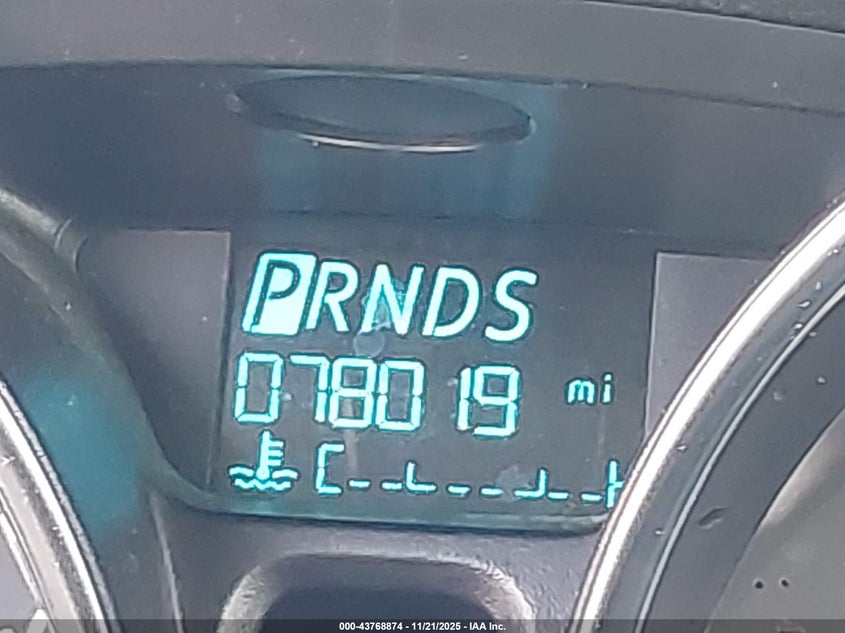 PRNDS
078019 mi
C H
000-43768874 - 11/21/2025 - IAA Inc.